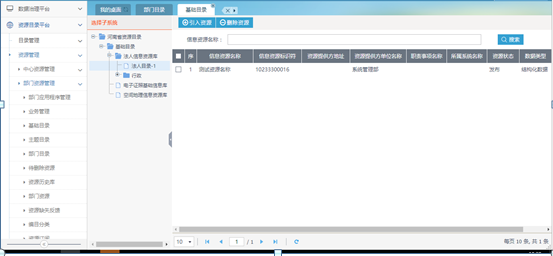 数据治理平台
资源目录平台
目录管理
资源管理
中心资源管理
部门资源管理
部门应用程序管理
业务管理
基础目录
主题目录
部门目录
待删除资源
资源历史库
部门资源
资源缺失反馈
编目分类
我的桌面
部门目录
基础目录
选择子系统
河南省资源目录
基础目录
法人信息资源库
法人目录-1
行政
电子证照基础信息库
空间地理信息资源库
引入资源 删除资源
信息资源名称：
搜索
序 信息资源名称 信息资源标识符 资源提供方地址 资源提供方单位名称 职责事项名称 所属系统名称 资源状态 数据类型
1 测试资源名称 10233300016 系统管理部 发布 结构化数据
10 1 / 1 每页 10 条, 共 1 条